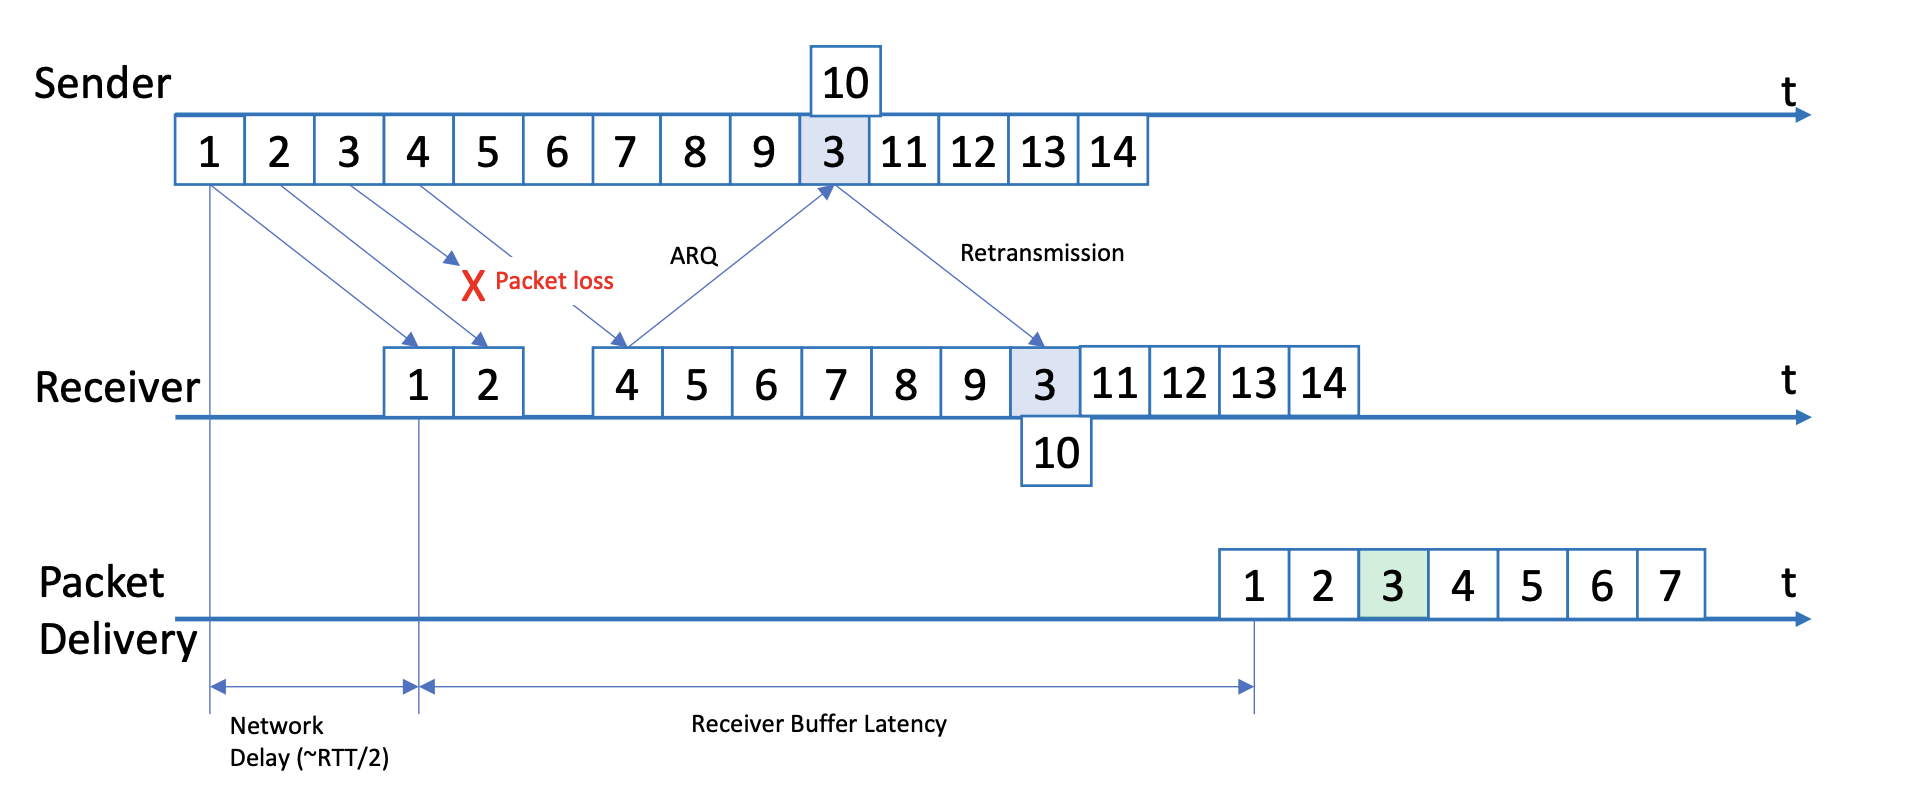 10
Sender
t
1 2 3 4 5 6 7 8 9 3 11 12 13 14
ARQ
Retransmission
X Packet loss
Receiver
1 2 4 5 6 7 8 9 3 11 12 13 14
t
10
Packet
Delivery
1 2 3 4 5 6 7
t
Network
Delay (~RTT/2)
Receiver Buffer Latency